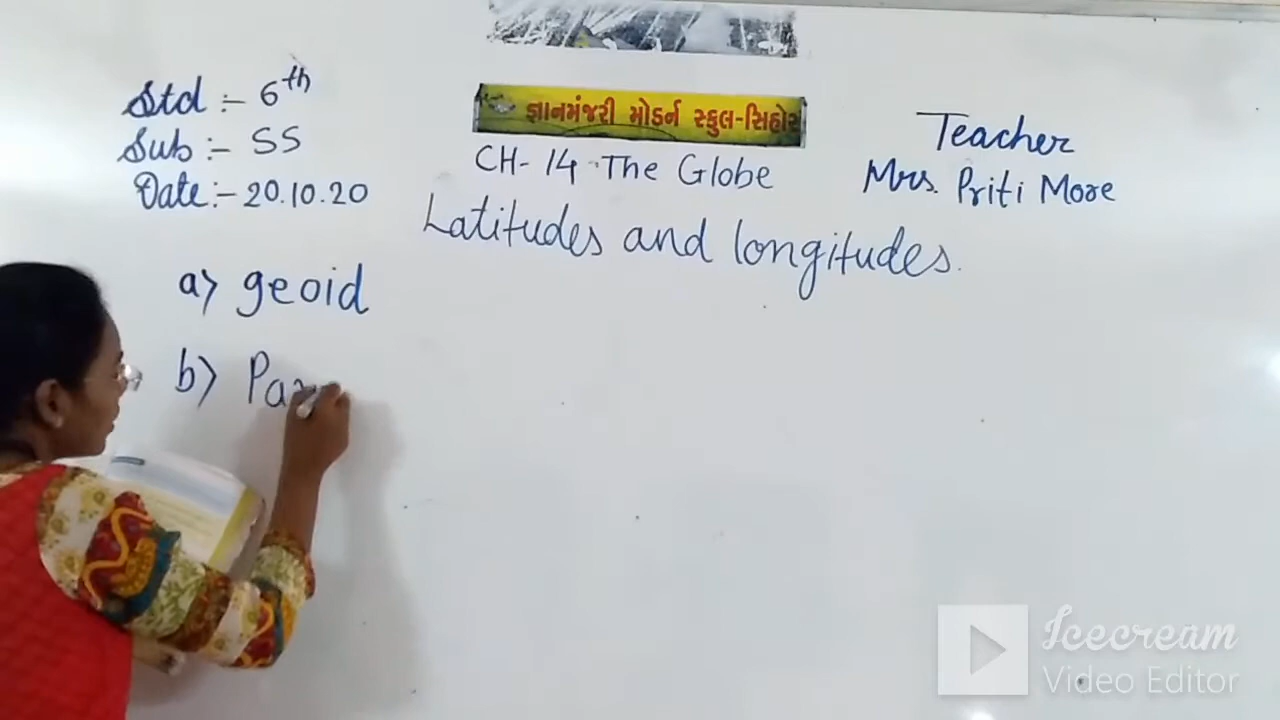 Std :- 6th
Sub :- SS
Date :- 20.10.20
જ્ઞાનમંજરી મોડર્ન સ્કુલ-સિહોર
CH- 14 The Globe
Latitudes and longitudes.
Teacher
Mrs. Priti More
a) geoid
b) Par
Icecream
Video Editor